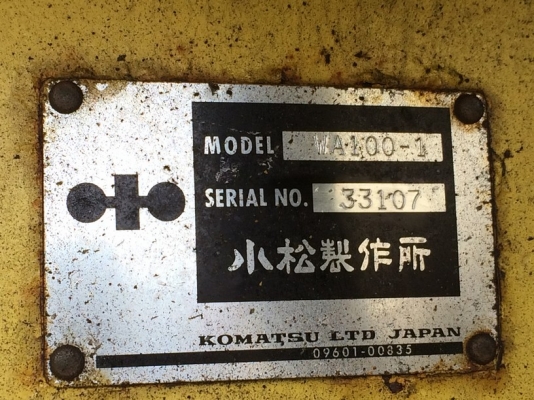 MODEL WA100-1
SERIAL NO. 33107
小松製作所
KOMATSU LTD JAPAN
09601-00835